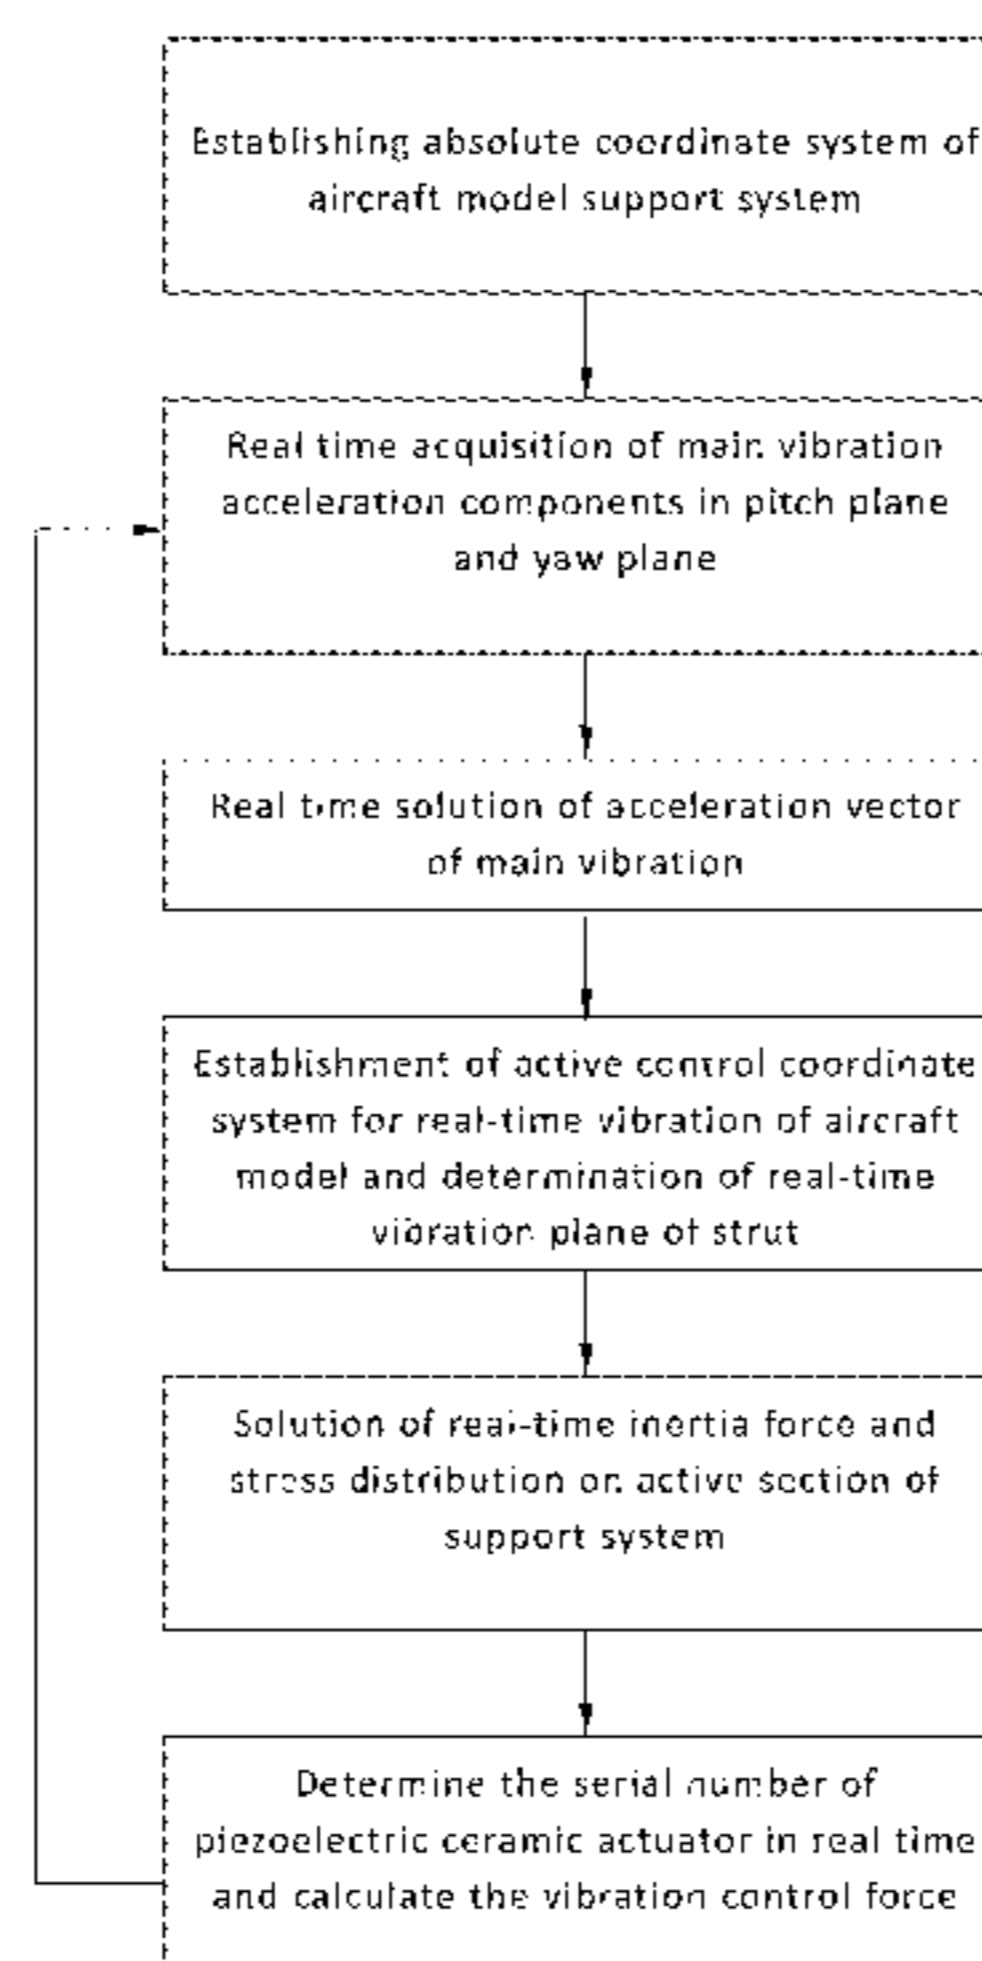 Establishing absolute coordinate system of
aircraft model support system
Real time acquisition of main vibration
acceleration components in pitch plane
and yaw plane
Real time solution of acceleration vector
of main vibration
Establishment of active control coordinate
system for real-time vibration of aircraft
model and determination of real-time
vibration plane of strut
Solution of real-time inertia force and
stress distribution on active section of
support system
Determine the serial number of
piezoelectric ceramic actuator in real time
and calculate the vibration control force